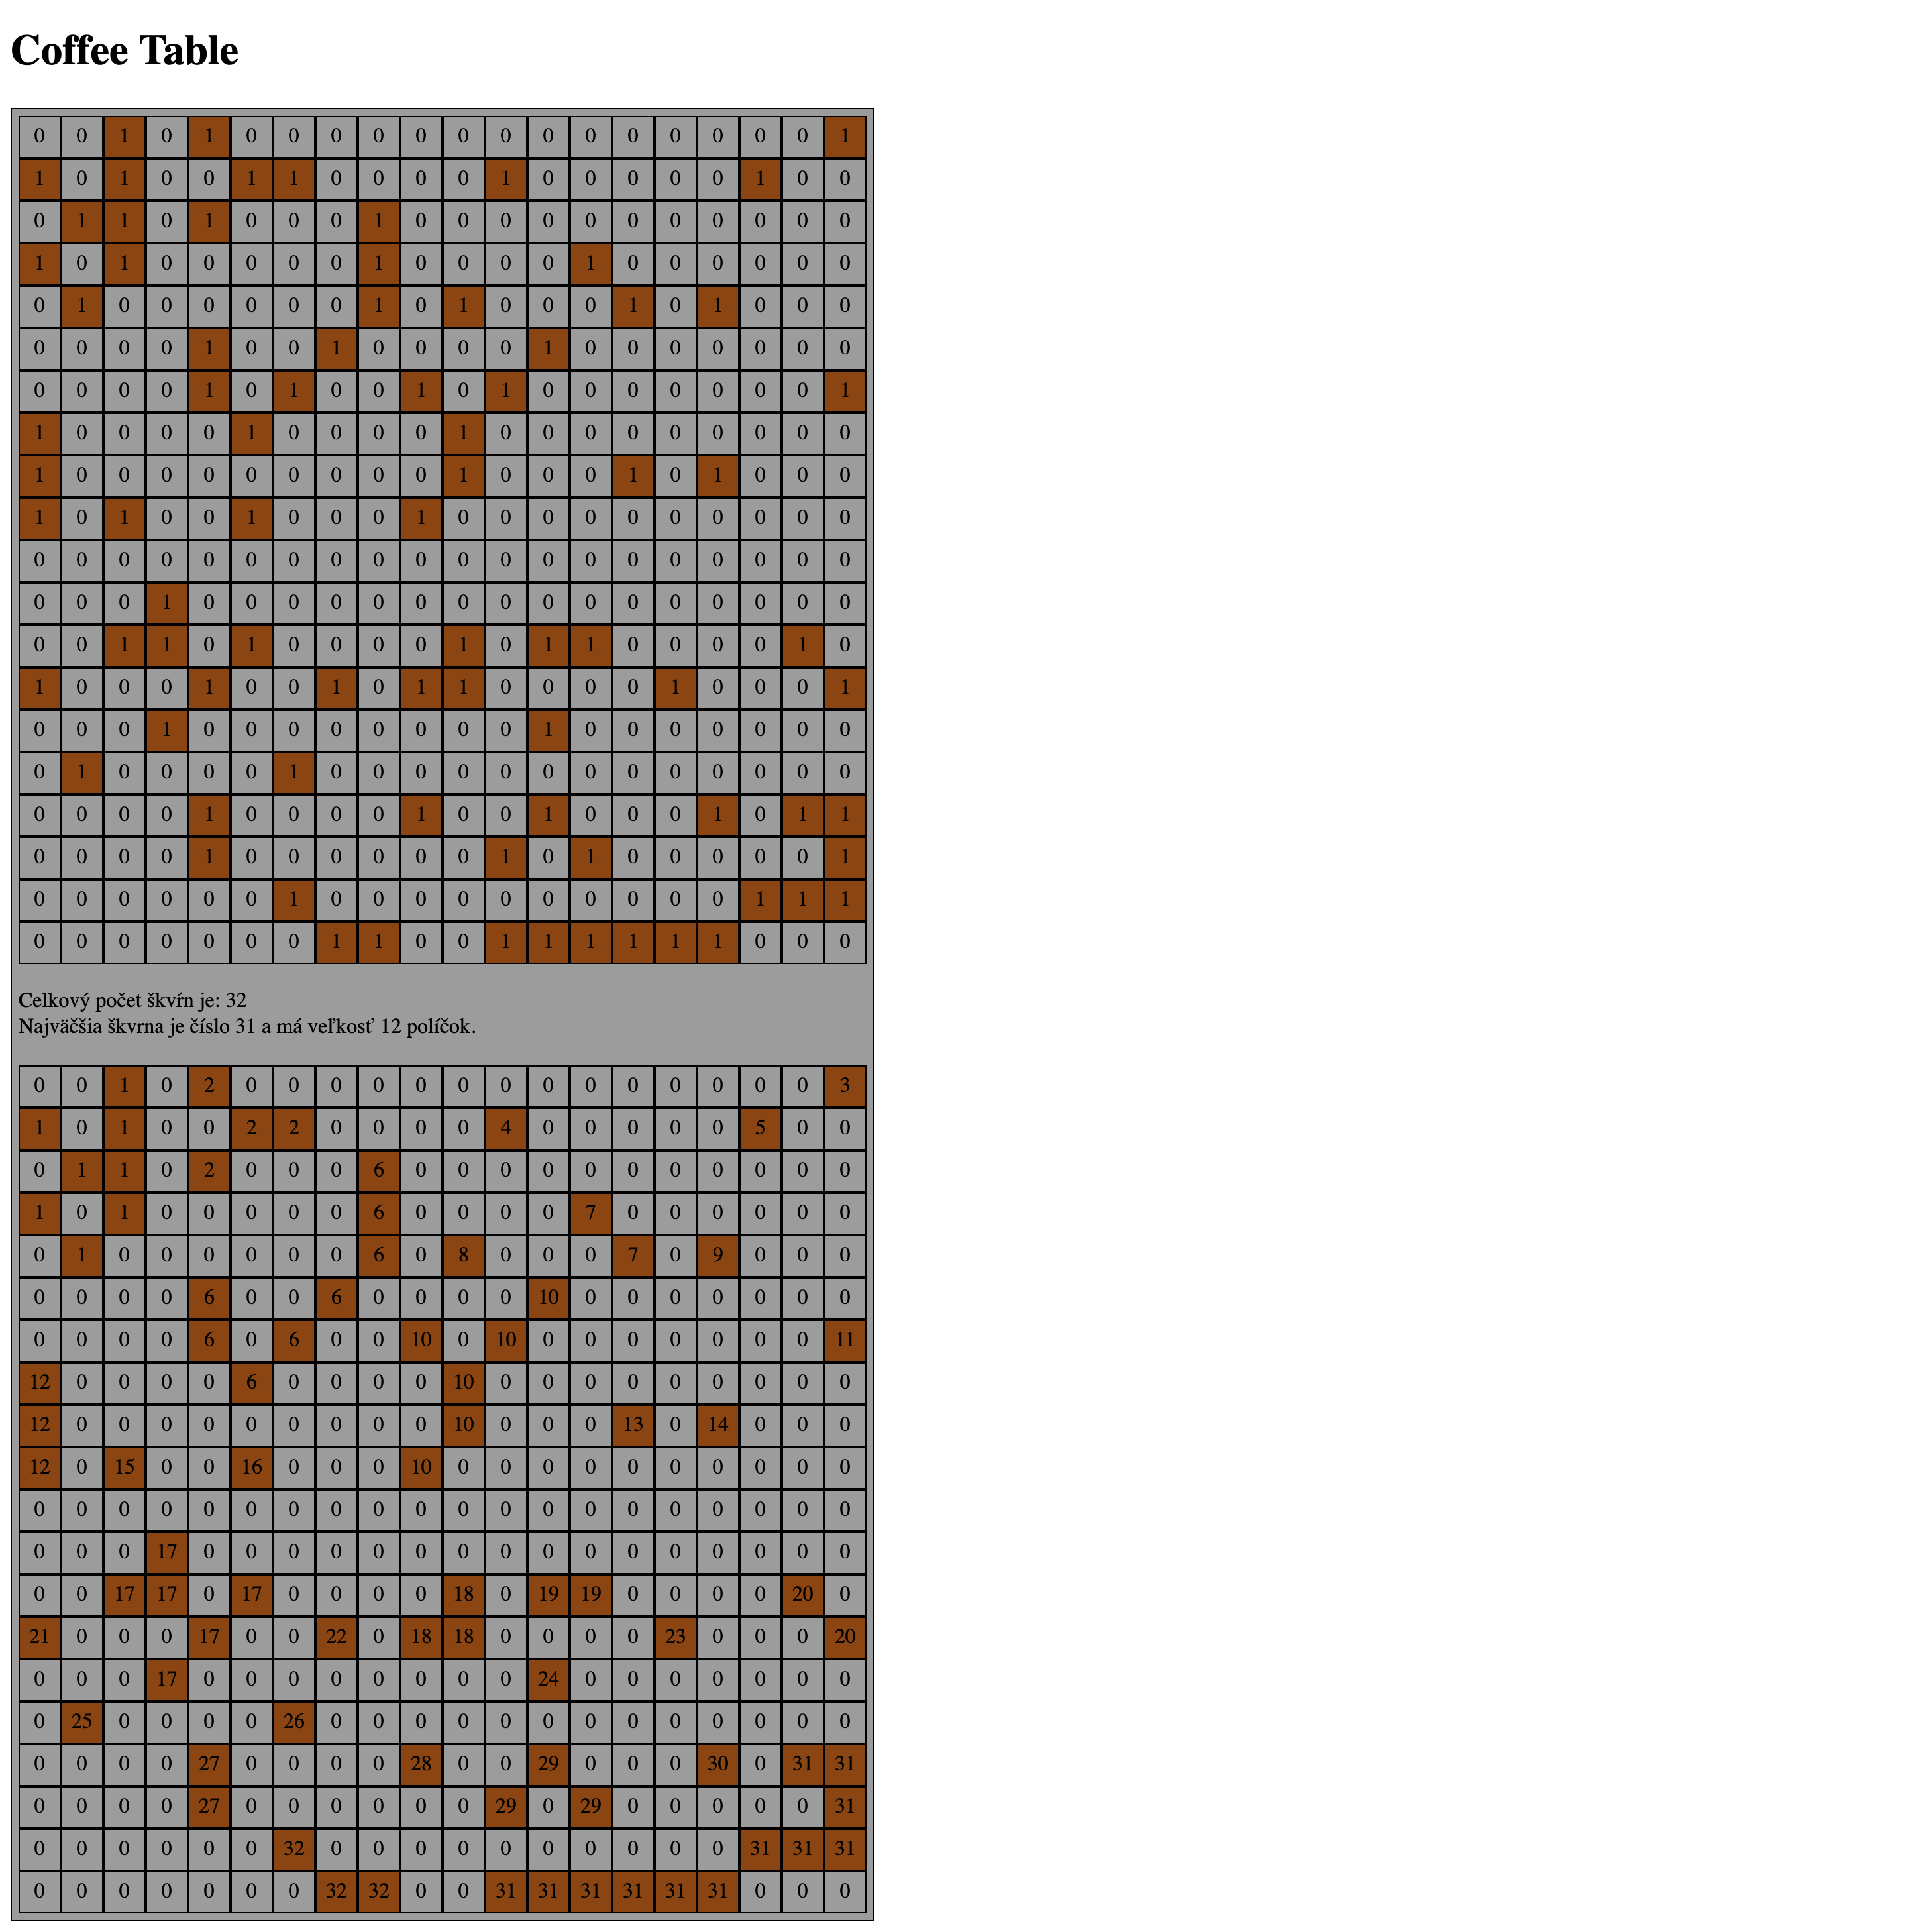 Coffee Table
0 0 1 0 1 0 0 0 0 0 0 0 0 0 0 0 0 0 0 1
1 0 1 0 0 1 1 0 0 0 0 1 0 0 0 0 0 1 0 0
0 1 1 0 1 0 0 0 1 0 0 0 0 0 0 0 0 0 0 0
1 0 1 0 0 0 0 0 1 0 0 0 0 1 0 0 0 0 0 0
0 1 0 0 0 0 0 0 1 0 1 0 0 0 1 0 1 0 0 0
0 0 0 0 1 0 0 1 0 0 0 0 1 0 0 0 0 0 0 0
0 0 0 0 1 0 1 0 0 1 0 1 0 0 0 0 0 0 0 1
1 0 0 0 0 1 0 0 0 0 1 0 0 0 0 0 0 0 0 0
1 0 0 0 0 0 0 0 0 0 1 0 0 0 1 0 1 0 0 0
1 0 1 0 0 1 0 0 0 1 0 0 0 0 0 0 0 0 0 0
0 0 0 0 0 0 0 0 0 0 0 0 0 0 0 0 0 0 0 0
0 0 0 1 0 0 0 0 0 0 0 0 0 0 0 0 0 0 0 0
0 0 1 1 0 1 0 0 0 0 1 0 1 1 0 0 0 0 1 0
1 0 0 0 1 0 0 1 0 1 1 0 0 0 0 1 0 0 0 1
0 0 0 1 0 0 0 0 0 0 0 0 1 0 0 0 0 0 0 0
0 1 0 0 0 0 1 0 0 0 0 0 0 0 0 0 0 0 0 0
0 0 0 0 1 0 0 0 0 1 0 0 1 0 0 0 1 0 1 1
0 0 0 0 1 0 0 0 0 0 0 1 0 1 0 0 0 0 0 1
0 0 0 0 0 0 1 0 0 0 0 0 0 0 0 0 0 1 1 1
0 0 0 0 0 0 0 1 1 0 0 1 1 1 1 1 1 0 0 0
Celkový počet škvŕn je: 32
Najväčšia škvrna je číslo 31 a má veľkosť 12 políčok.
0 0 1 0 2 0 0 0 0 0 0 0 0 0 0 0 0 0 0 3
1 0 1 0 0 2 2 0 0 0 0 4 0 0 0 0 0 5 0 0
0 1 1 0 2 0 0 0 6 0 0 0 0 0 0 0 0 0 0 0
1 0 1 0 0 0 0 0 6 0 0 0 0 7 0 0 0 0 0 0
0 1 0 0 0 0 0 0 6 0 8 0 0 0 7 0 9 0 0 0
0 0 0 0 6 0 0 6 0 0 0 0 10 0 0 0 0 0 0 0
0 0 0 0 6 0 6 0 0 10 0 10 0 0 0 0 0 0 0 11
12 0 0 0 0 6 0 0 0 0 10 0 0 0 0 0 0 0 0 0
12 0 0 0 0 0 0 0 0 0 10 0 0 0 13 0 14 0 0 0
12 0 15 0 0 16 0 0 0 10 0 0 0 0 0 0 0 0 0 0
0 0 0 0 0 0 0 0 0 0 0 0 0 0 0 0 0 0 0 0
0 0 0 17 0 0 0 0 0 0 0 0 0 0 0 0 0 0 0 0
0 0 17 17 0 17 0 0 0 0 18 0 19 19 0 0 0 0 20 0
21 0 0 0 17 0 0 22 0 18 18 0 0 0 0 23 0 0 0 20
0 0 0 17 0 0 0 0 0 0 0 0 24 0 0 0 0 0 0 0
0 25 0 0 0 0 26 0 0 0 0 0 0 0 0 0 0 0 0 0
0 0 0 0 27 0 0 0 0 28 0 0 29 0 0 0 30 0 31 31
0 0 0 0 27 0 0 0 0 0 0 29 0 29 0 0 0 0 0 31
0 0 0 0 0 0 32 0 0 0 0 0 0 0 0 0 0 31 31 31
0 0 0 0 0 0 0 32 32 0 0 31 31 31 31 31 31 0 0 0